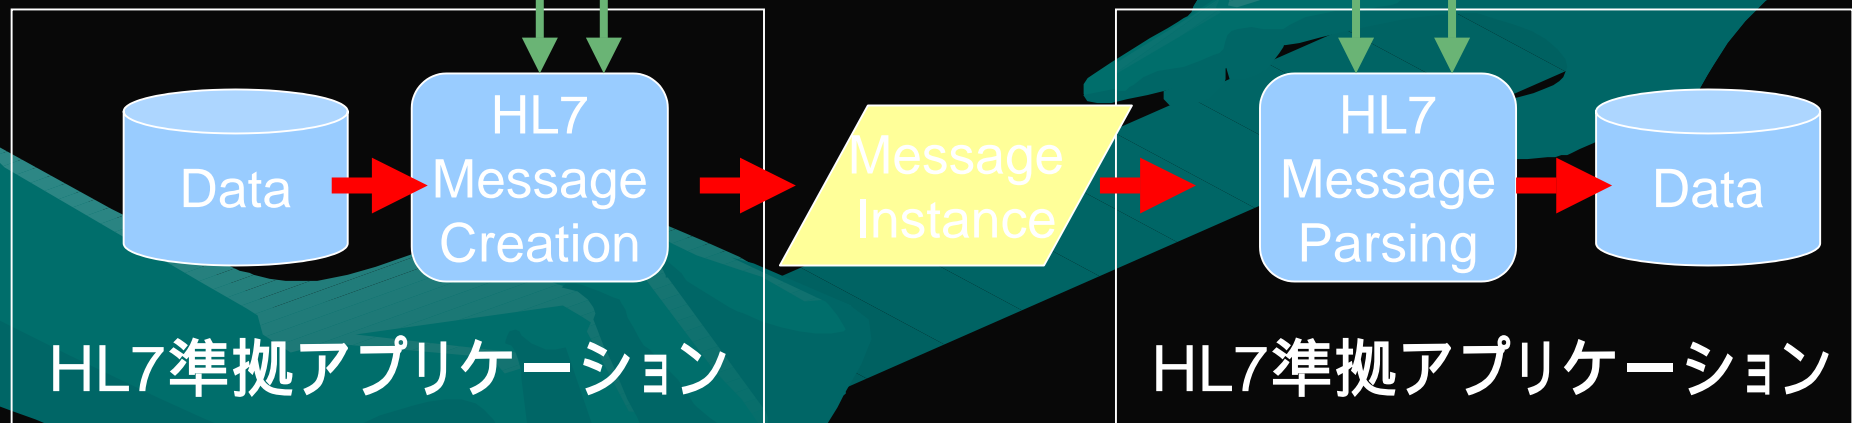 Data
HL7
Message
Creation
Message
Instance
HL7
Message
Parsing
Data
HL7準拠アプリケーション
HL7準拠アプリケーション